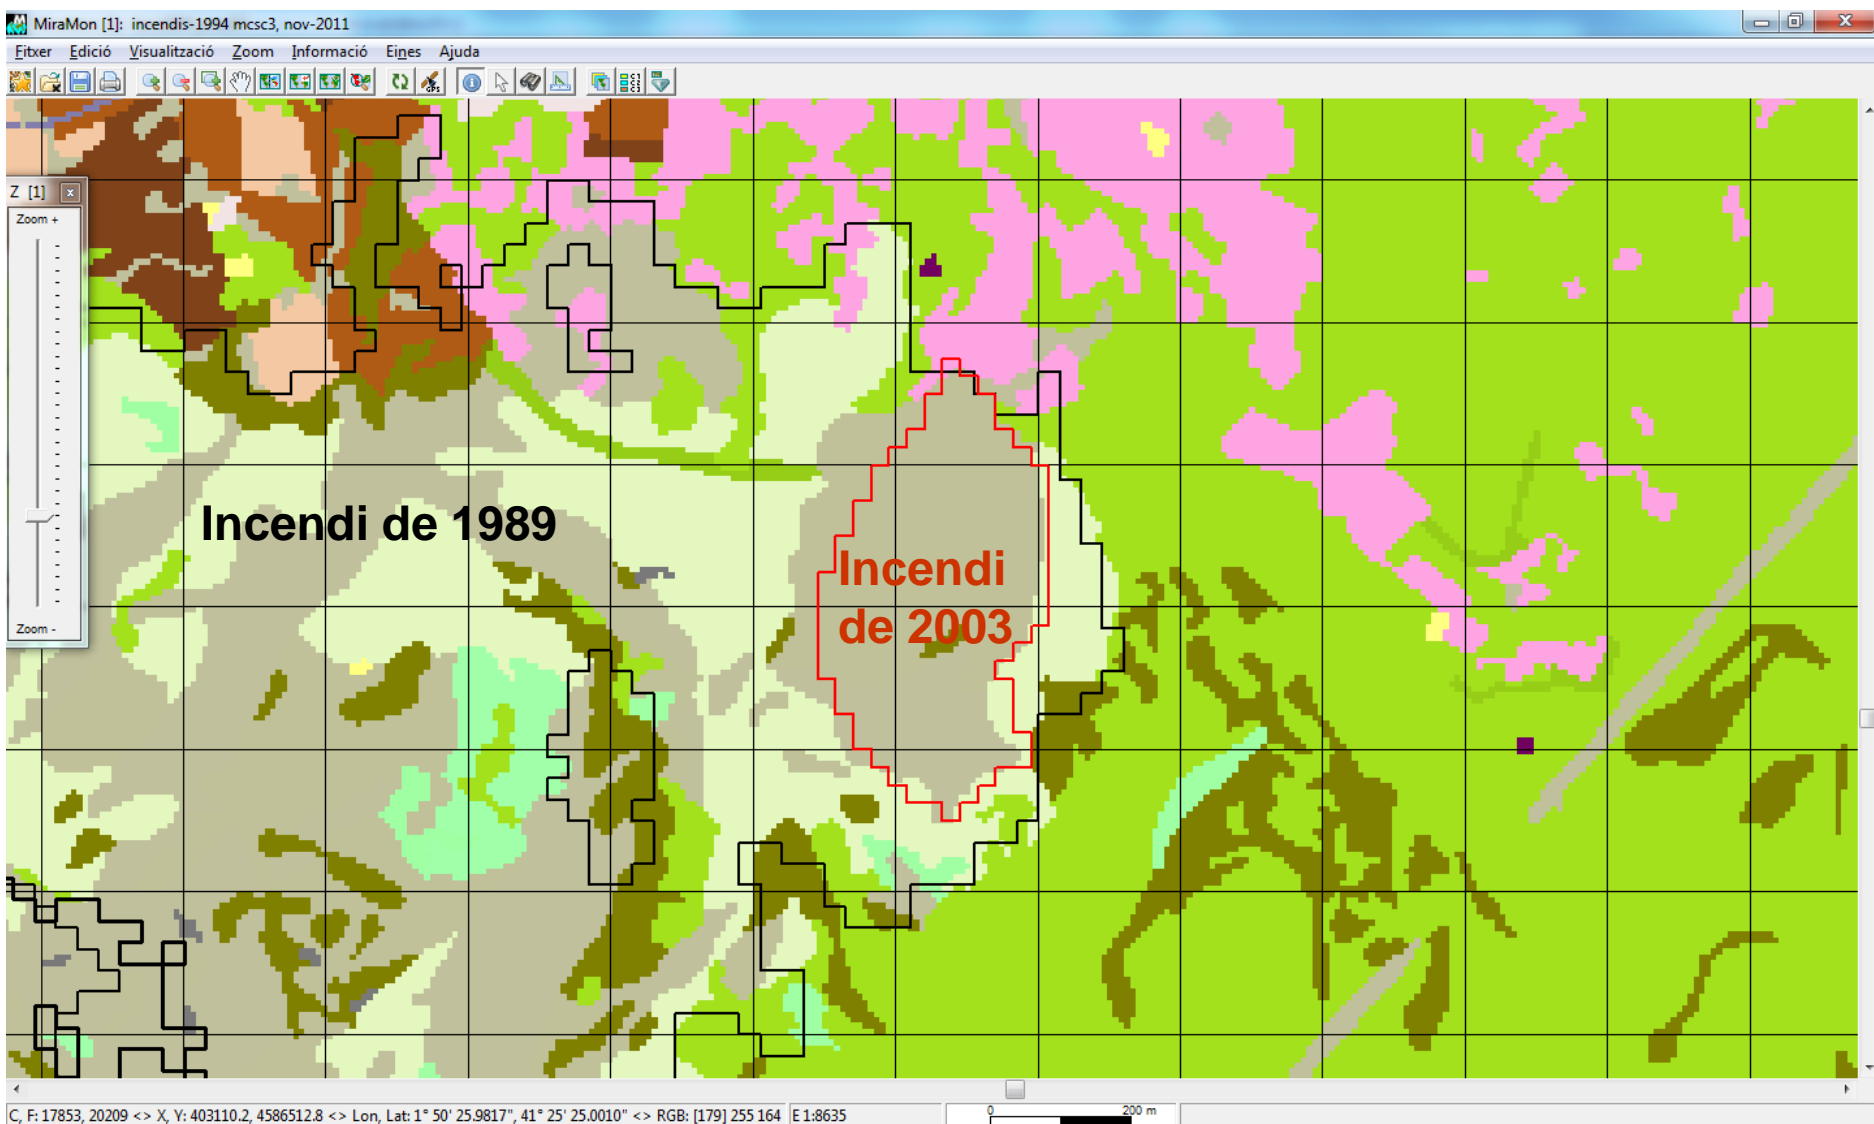 MiraMon [1]: incendis-1994 mcsc3, nov-2011
Fitxer Edició Visualització Zoom Informació Eines Ajuda
GPS
Z [1]
Zoom +
Zoom -
Incendi de 1989
Incendi
de 2003
C, F: 17853, 20209 <> X, Y: 403110.2, 4586512.8 <> Lon, Lat: 1° 50' 25.9817", 41° 25' 25.0010" <> RGB: [179] 255 164 E 1:8635
0 200 m